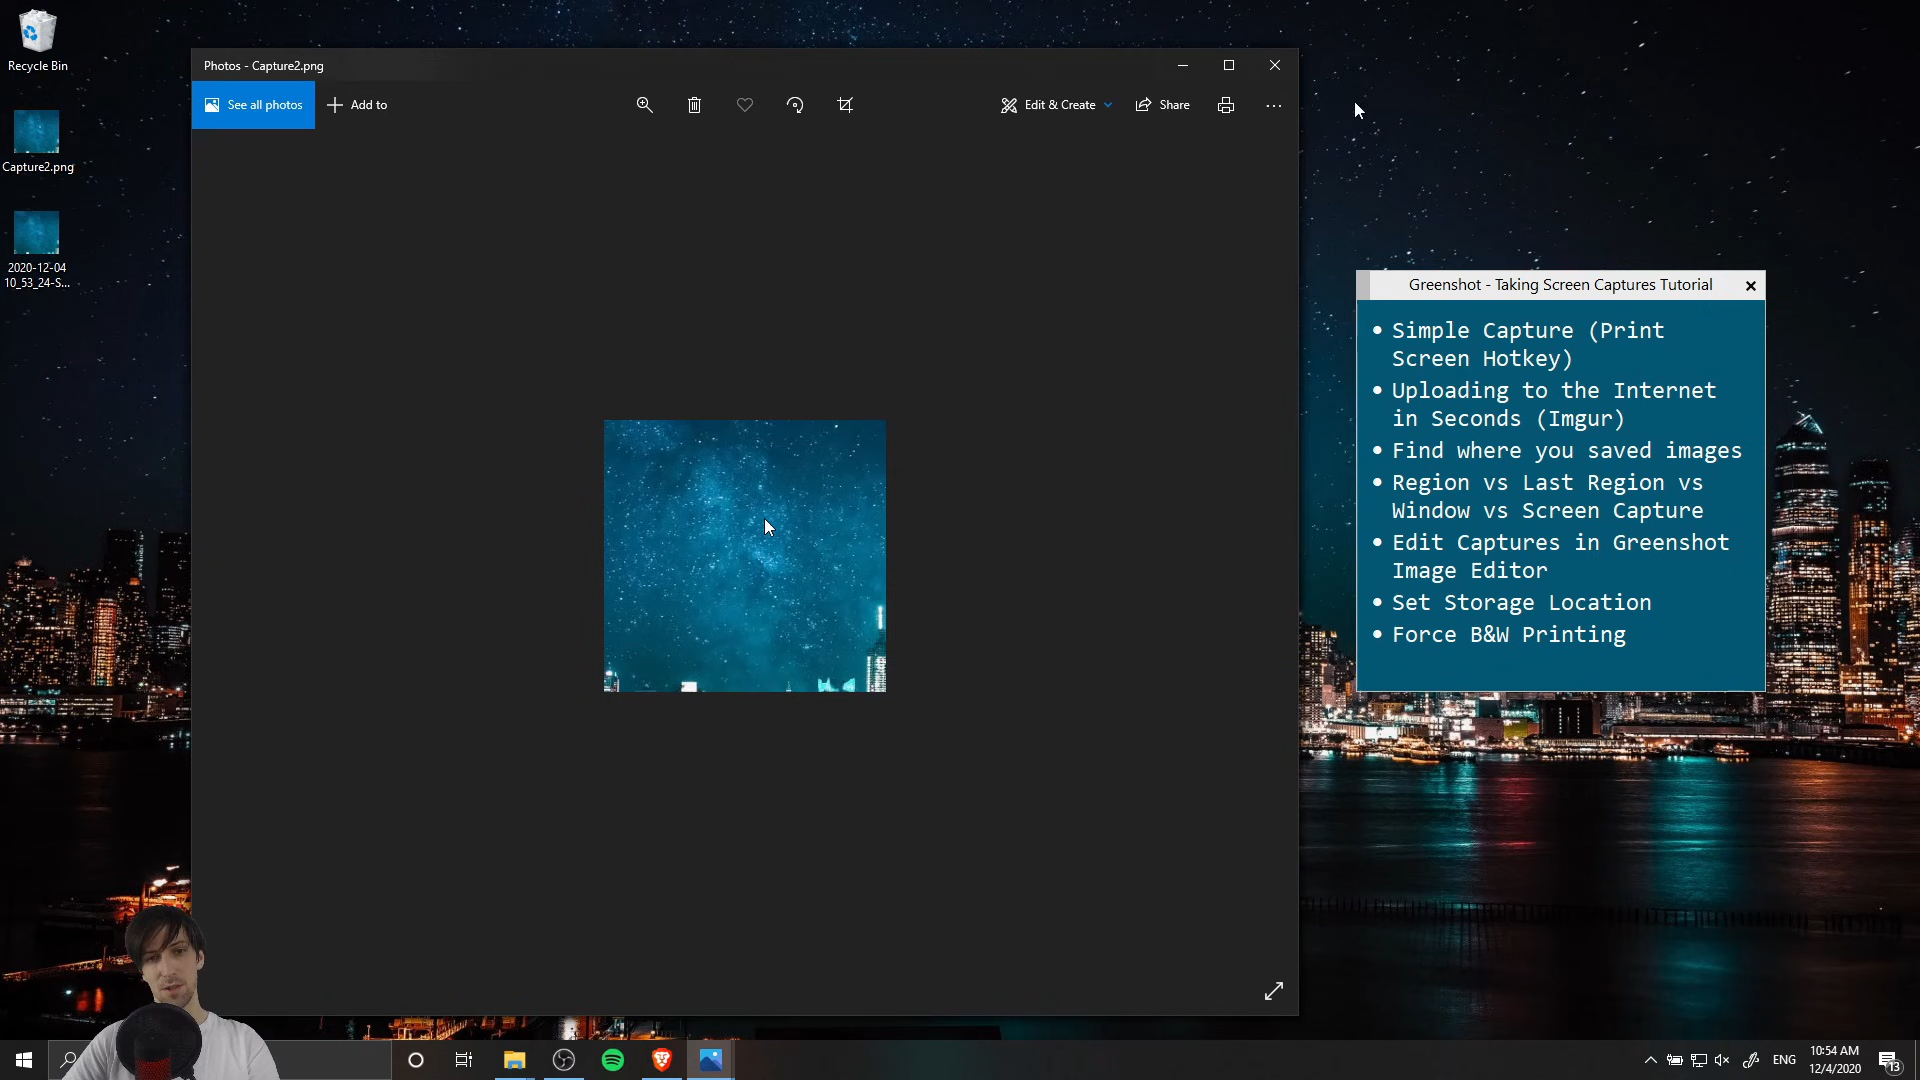 Recycle Bin
Capture2.png
2020-12-04
10_53_24-S...
Photos - Capture2.png
See all photos
Add to
Edit & Create
Share
Greenshot - Taking Screen Captures Tutorial
• Simple Capture (Print
Screen Hotkey)
• Uploading to the Internet
in Seconds (Imgur)
• Find where you saved images
• Region vs Last Region vs
Window vs Screen Capture
• Edit Captures in Greenshot
Image Editor
• Set Storage Location
• Force B&W Printing
ENG
10:54 AM
12/4/2020
13